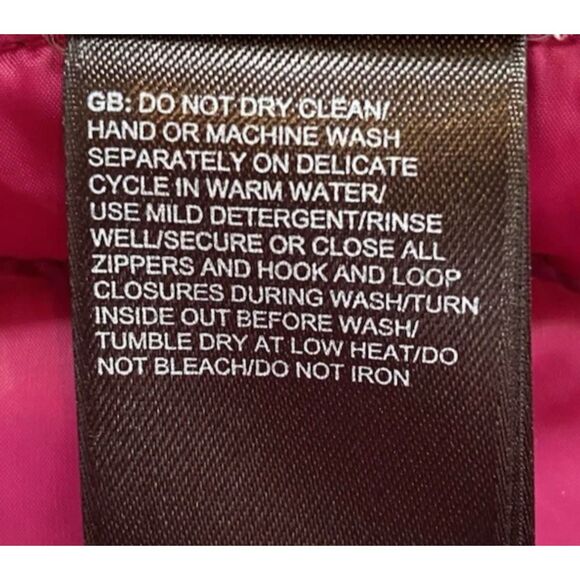 GB: DO NOT DRY CLEAN/
HAND OR MACHINE WASH
SEPARATELY ON DELICATE
CYCLE IN WARM WATER/
USE MILD DETERGENT/RINSE
WELL/SECURE OR CLOSE ALL
ZIPPERS AND HOOK AND LOOP
CLOSURES DURING WASH/TURN
INSIDE OUT BEFORE WASH/
TUMBLE DRY AT LOW HEAT/DO
NOT BLEACH/DO NOT IRON